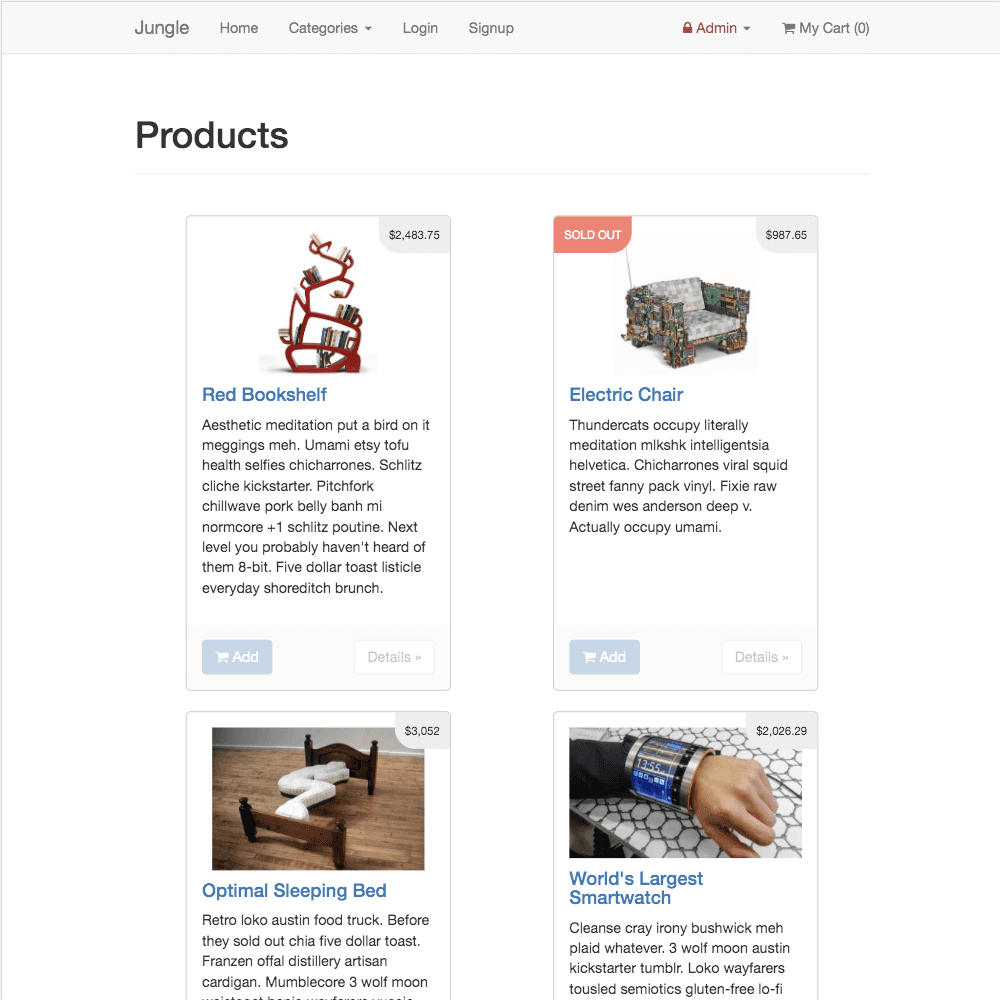 Jungle Home Categories Login Signup Admin My Cart (0)
Products
$2,483.75
Red Bookshelf
Aesthetic meditation put a bird on it
meggings meh. Umami etsy tofu
health selfies chicharrones. Schlitz
cliche kickstarter. Pitchfork
chillwave pork belly banh mi
normcore +1 schlitz poutine. Next
level you probably haven't heard of
them 8-bit. Five dollar toast listicle
everyday shoreditch brunch.
Add Details »
SOLD OUT $987.65
Electric Chair
Thundercats occupy literally
meditation mlkshk intelligentsia
helvetica. Chicharrones viral squid
street fanny pack vinyl. Fixie raw
denim wes anderson deep v.
Actually occupy umami.
Add Details »
$3,052
Optimal Sleeping Bed
Retro loko austin food truck. Before
they sold out chia five dollar toast.
Franzen offal distillery artisan
cardigan. Mumblecore 3 wolf moon
$2,026.29
13:55
World's Largest
Smartwatch
Cleanse cray irony bushwick meh
plaid whatever. 3 wolf moon austin
kickstarter tumblr. Loko wayfarers
tousled semiotics gluten-free lo-fi